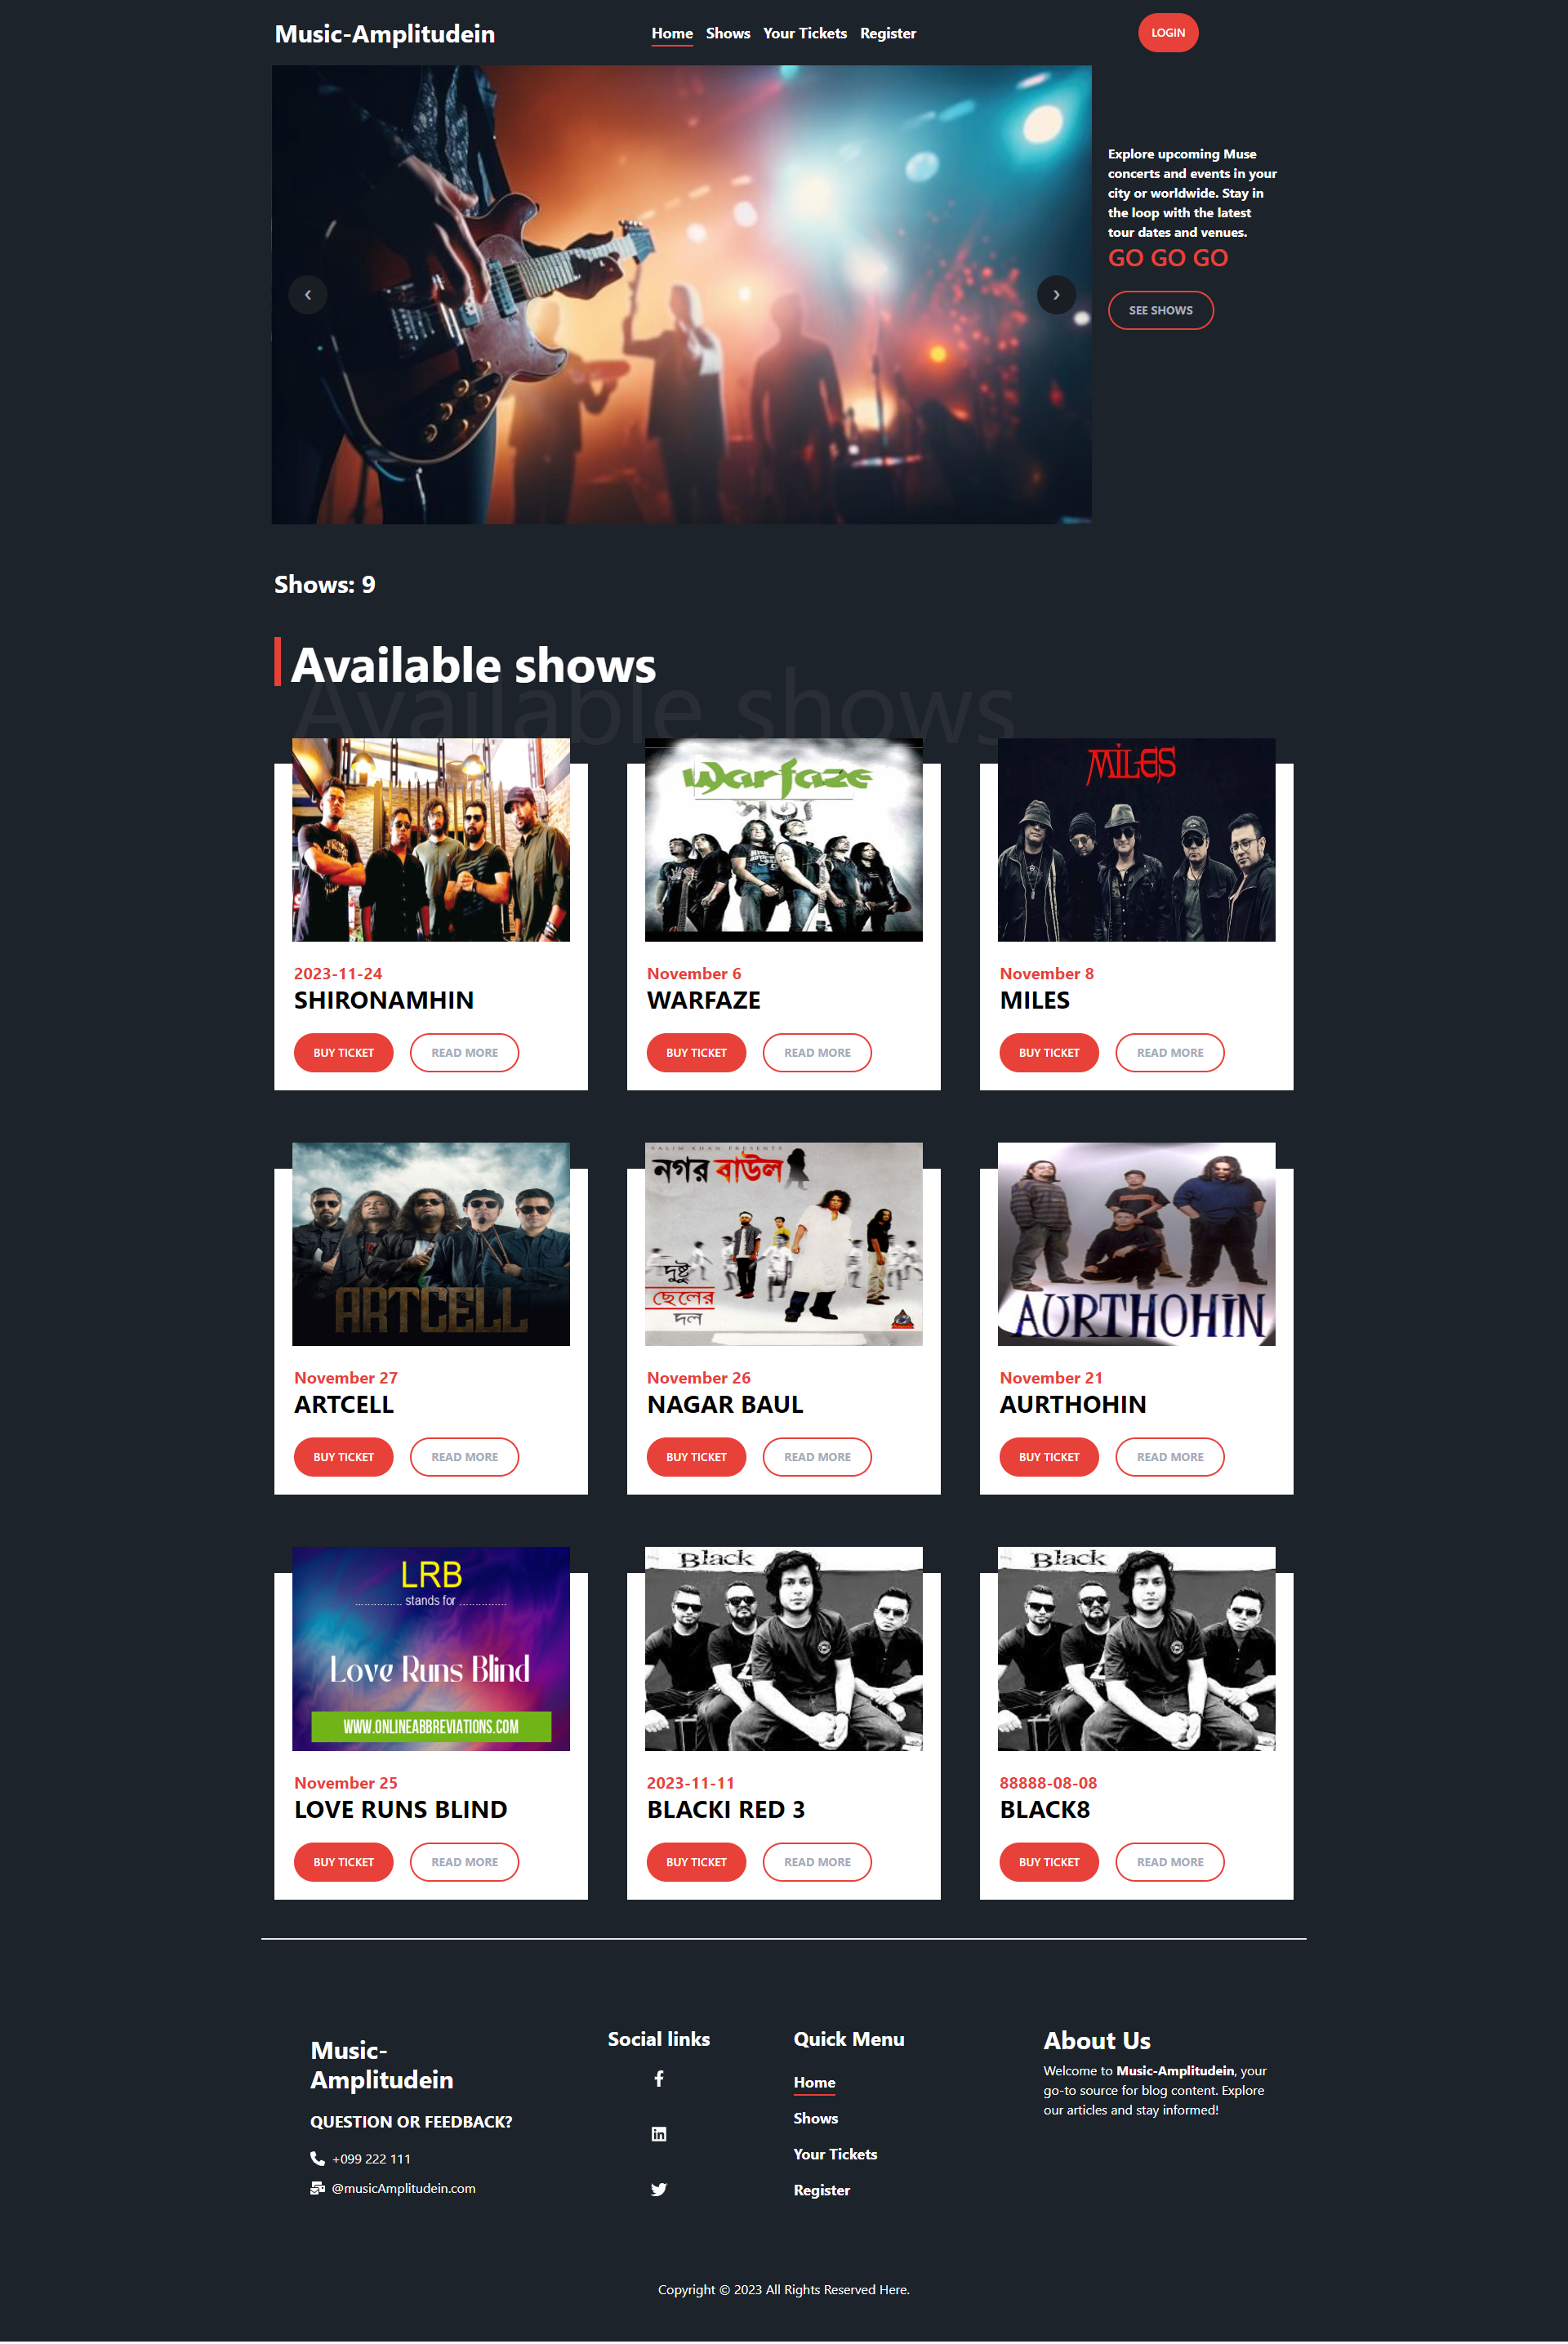 Music-Amplitudein
Home Shows Your Tickets Register
LOGIN
Explore upcoming Muse
concerts and events in your
city or worldwide. Stay in
the loop with the latest
tour dates and venues.
GO GO GO
SEE SHOWS
Shows: 9
Available shows
Available shows
warfaze
MILES
2023-11-24
SHIRONAMHIN
BUY TICKET READ MORE
November 6
WARFAZE
BUY TICKET READ MORE
November 8
MILES
BUY TICKET READ MORE
ARTCELL
SALIM KHAN PRESENTS
নগর বাউল
দুষ্টু
ছেলের
দল
AURTHOHIN
November 27
ARTCELL
BUY TICKET READ MORE
November 26
NAGAR BAUL
BUY TICKET READ MORE
November 21
AURTHOHIN
BUY TICKET READ MORE
LRB
............... stands for ...............
Love Runs Blind
WWW.ONLINEABBREVIATIONS.COM
Black
Black
November 25
LOVE RUNS BLIND
BUY TICKET READ MORE
2023-11-11
BLACKI RED 3
BUY TICKET READ MORE
88888-08-08
BLACK8
BUY TICKET READ MORE
Music-
Amplitudein
QUESTION OR FEEDBACK?
+099 222 111
@musicAmplitudein.com
Social links
Quick Menu
Home
Shows
Your Tickets
Register
About Us
Welcome to Music-Amplitudein, your
go-to source for blog content. Explore
our articles and stay informed!
Copyright © 2023 All Rights Reserved Here.